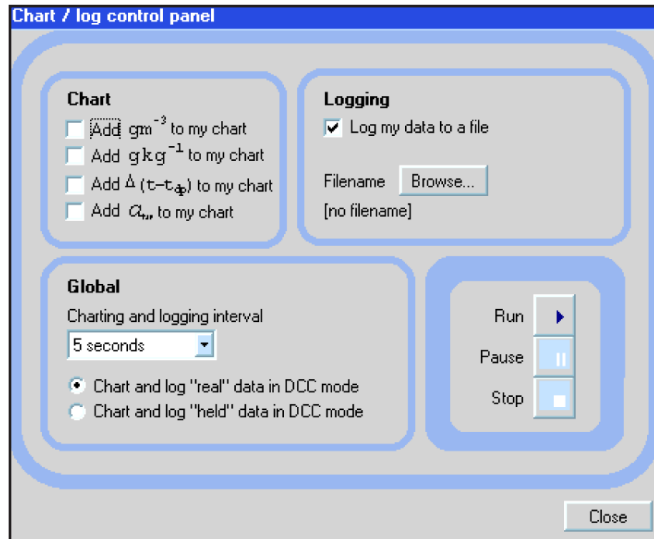 Chart / log control panel
Chart
Add gm⁻³ to my chart
Add gkg⁻¹ to my chart
Add Δ(t-tdp) to my chart
Add aw to my chart
Logging
Log my data to a file
Filename Browse...
[no filename]
Global
Charting and logging interval
5 seconds
Chart and log "real" data in DCC mode
Chart and log "held" data in DCC mode
Run
Pause
Stop
Close